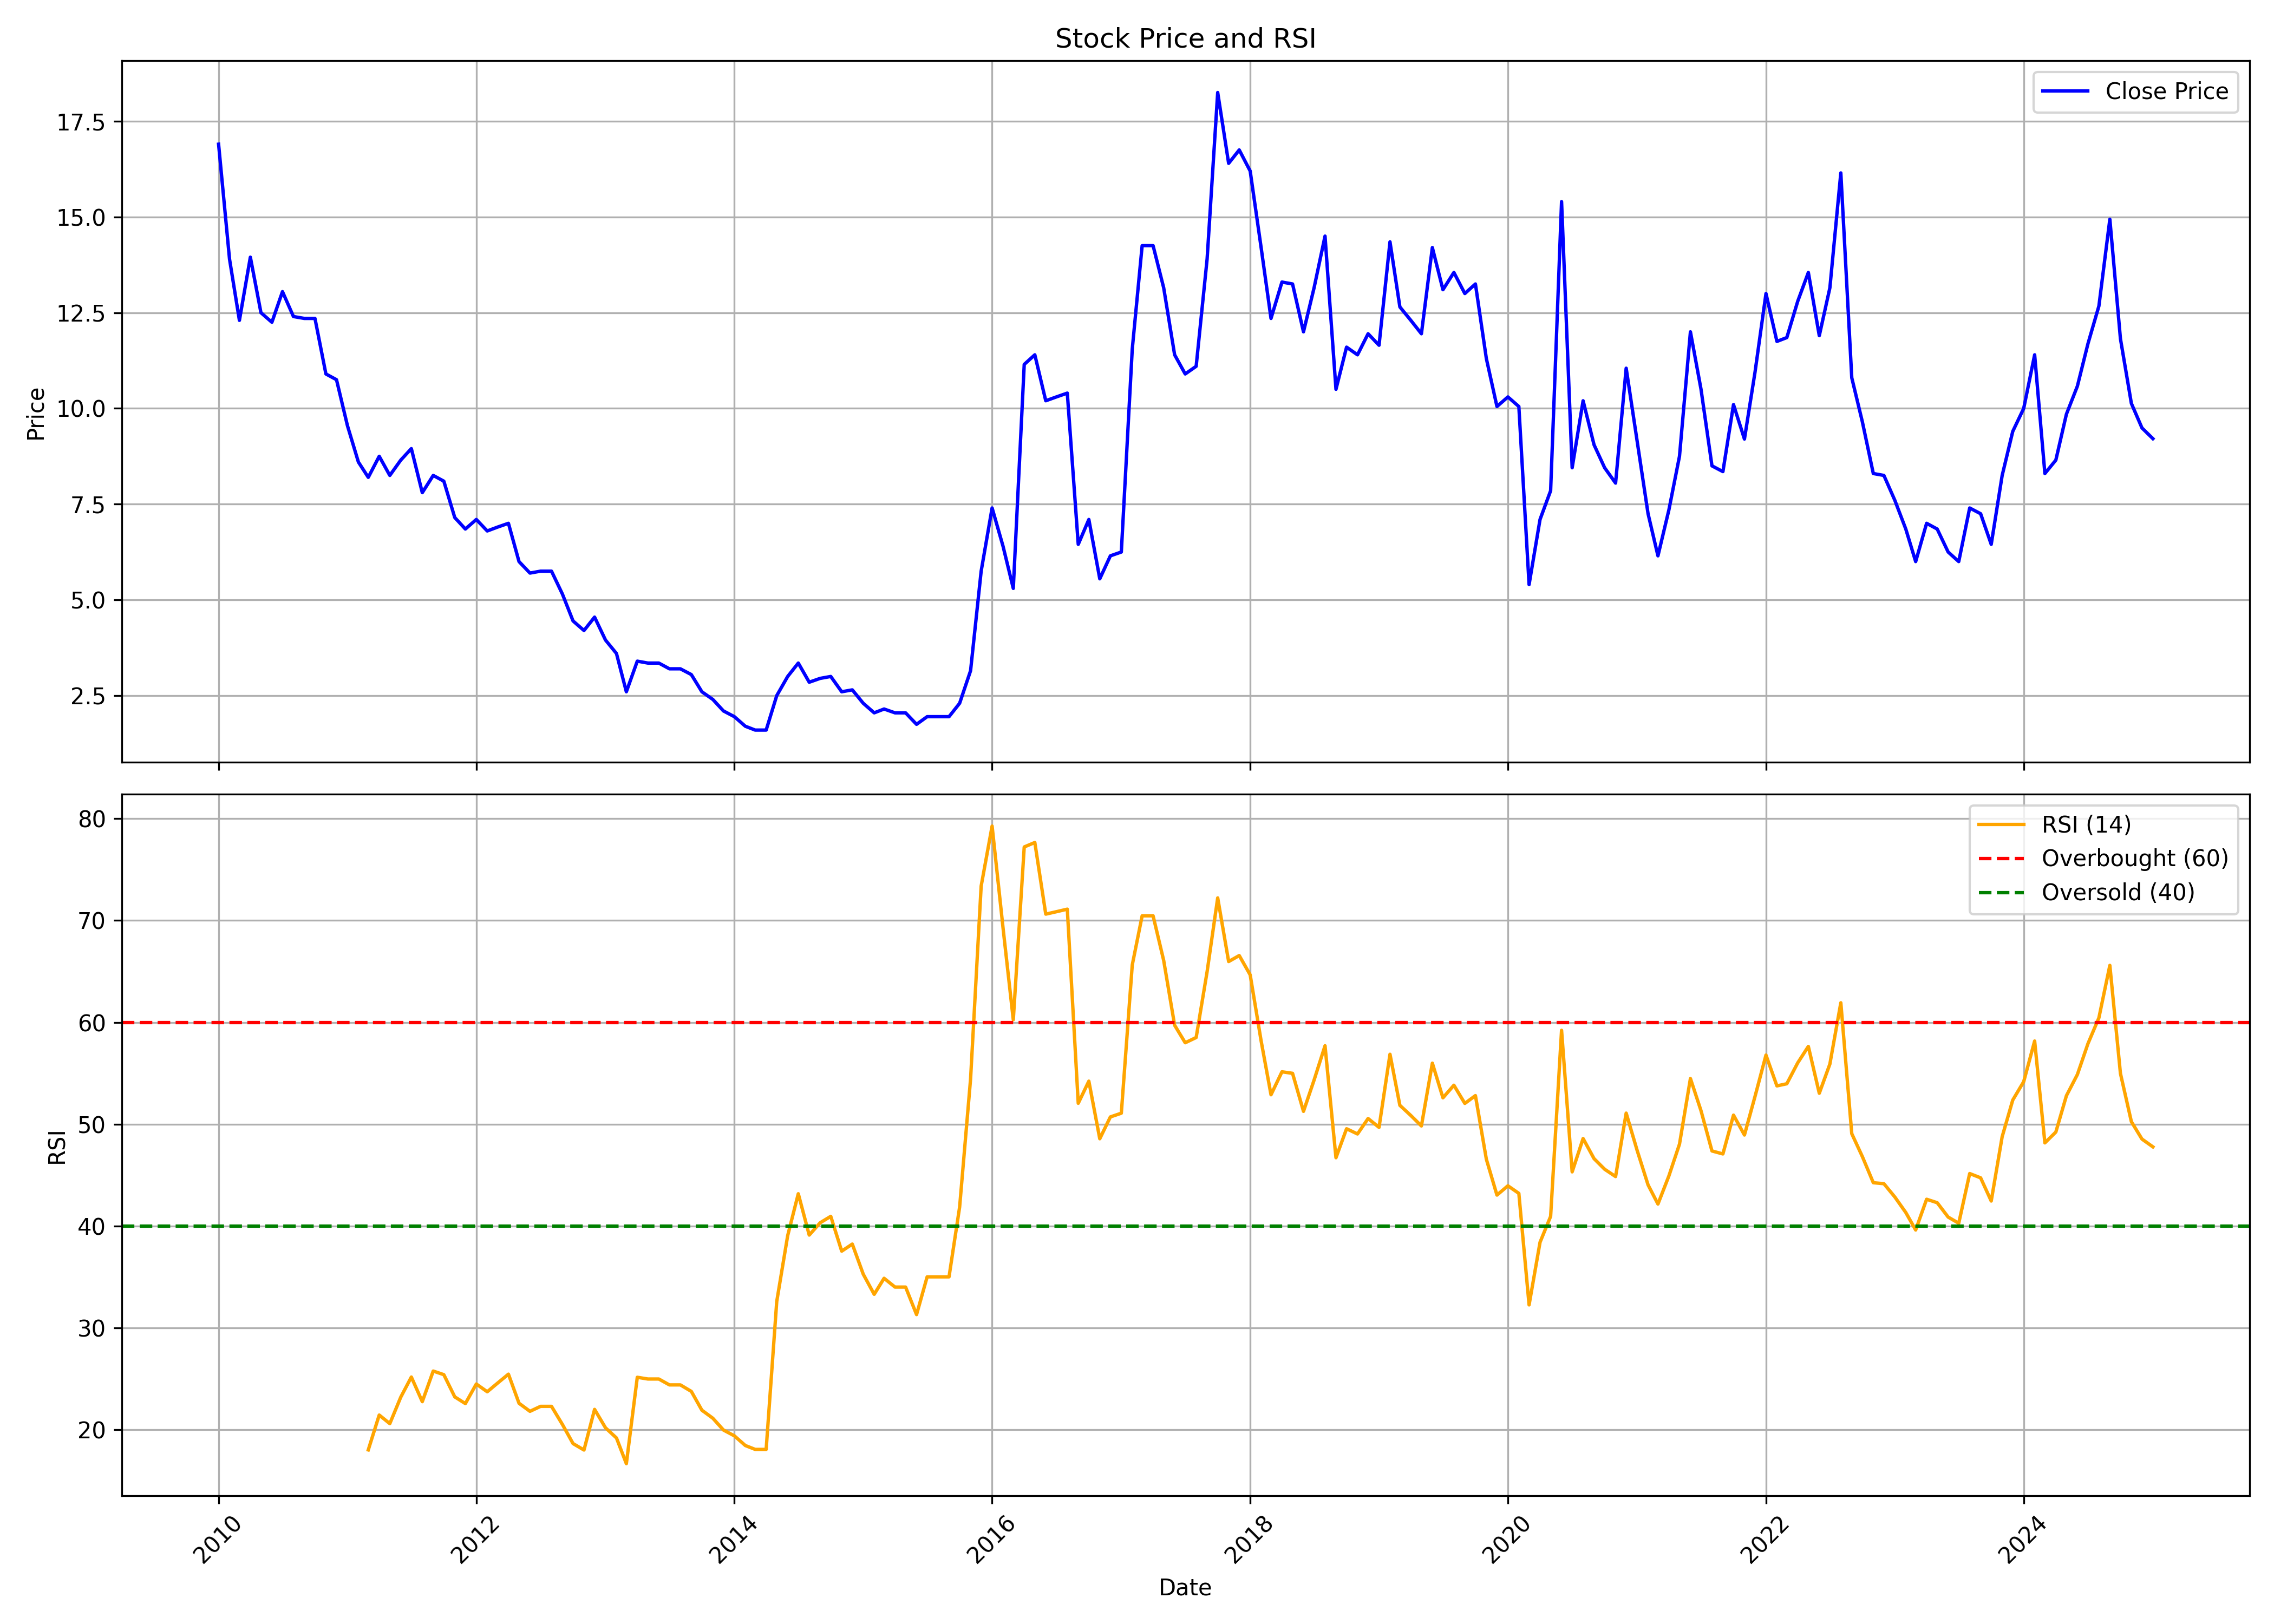 Stock Price and RSI
Close Price
17.5
15.0
12.5
10.0
7.5
5.0
2.5
Price
RSI (14)
Overbought (60)
Oversold (40)
80
70
60
50
40
30
20
RSI
2010
2012
2014
2016
2018
2020
2022
2024
Date